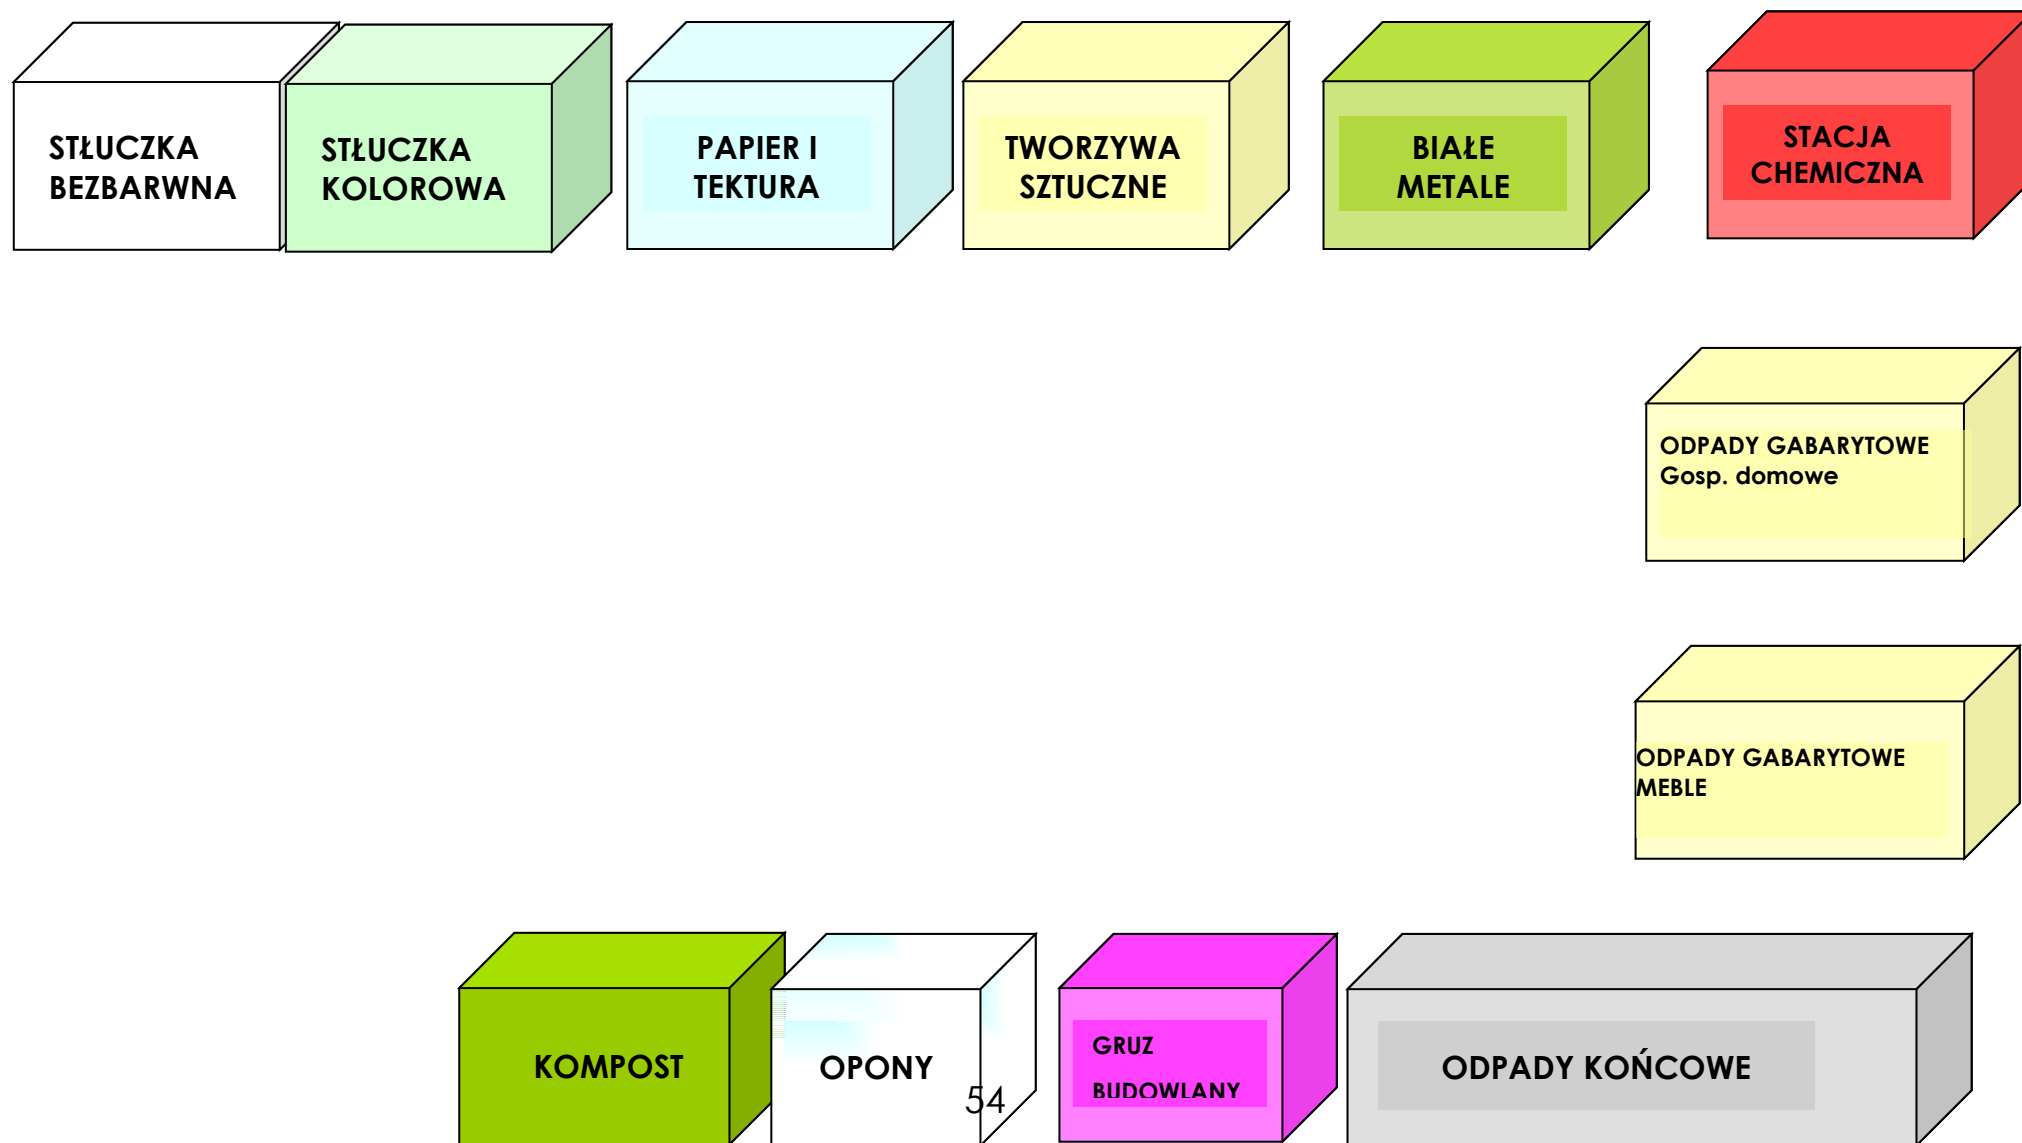 STŁUCZKA
BEZBARWNA
STŁUCZKA
KOLOROWA
PAPIER I
TEKTURA
TWORZYWA
SZTUCZNE
BIAŁE
METALE
STACJA
CHEMICZNA
ODPADY GABARYTOWE
Gosp. domowe
ODPADY GABARYTOWE
MEBLE
KOMPOST
OPONY
54
GRUZ
BUDOWLANY
ODPADY KOŃCOWE